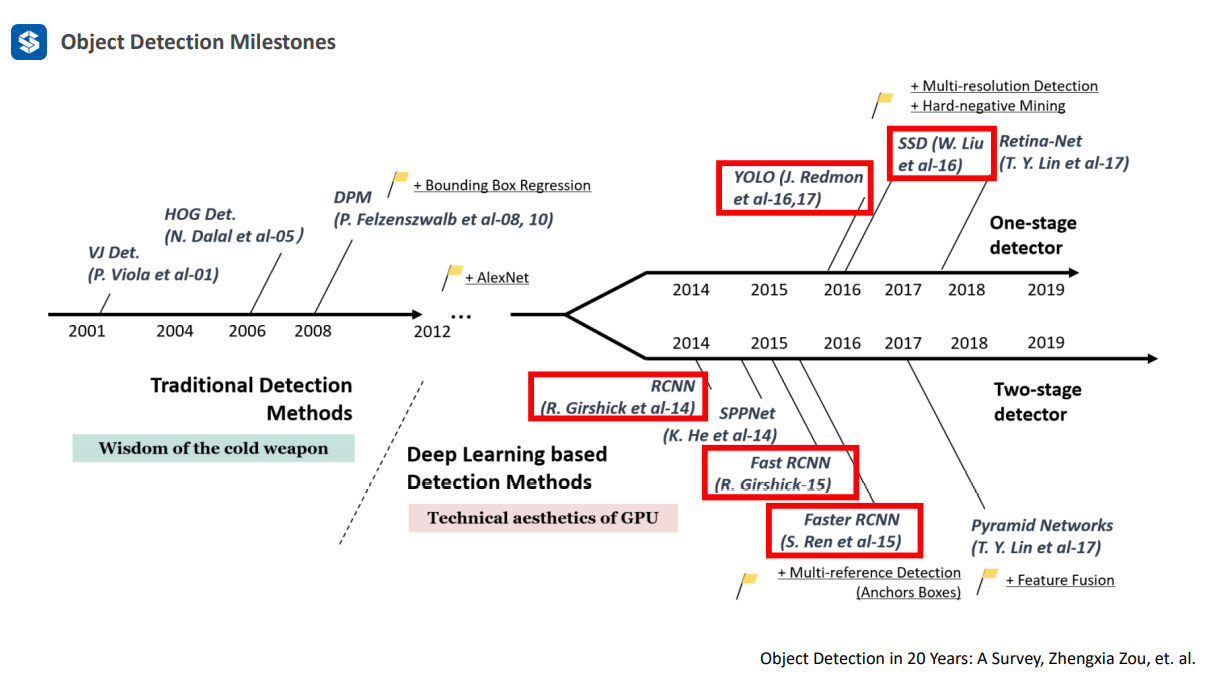 Object Detection Milestones
+ Multi-resolution Detection
+ Hard-negative Mining
SSD (W. Liu
et al-16)
Retina-Net
(T. Y. Lin et al-17)
YOLO (J. Redmon
et al-16,17)
+ Bounding Box Regression
DPM
(P. Felzenszwalb et al-08, 10)
HOG Det.
(N. Dalal et al-05)
VJ Det.
(P. Viola et al-01)
+ AlexNet
One-stage
detector
2014 2015 2016 2017 2018 2019
2001 2004 2006 2008 2012 ...
2014 2015 2016 2017 2018 2019
Traditional Detection
Methods
Wisdom of the cold weapon
Deep Learning based
Detection Methods
Technical aesthetics of GPU
Two-stage
detector
RCNN
(R. Girshick et al-14)
SPPNet
(K. He et al-14)
Fast RCNN
(R. Girshick-15)
Faster RCNN
(S. Ren et al-15)
+ Multi-reference Detection
(Anchors Boxes)
Pyramid Networks
(T. Y. Lin et al-17)
+ Feature Fusion
Object Detection in 20 Years: A Survey, Zhengxia Zou, et. al.